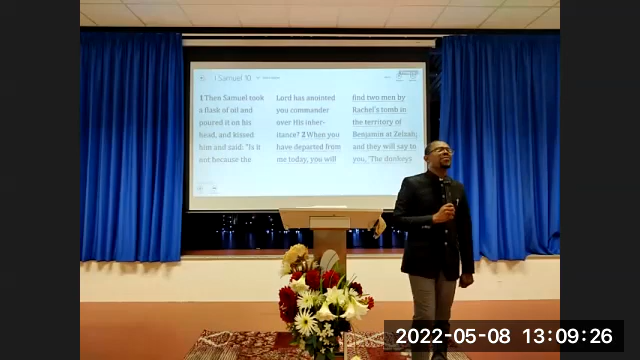 1 Samuel 10
1 Then Samuel took
a flask of oil and
poured it on his
head, and kissed
him and said: "Is it
not because the
Lord has anointed
you commander
over His inher-
itance? 2 When you
have departed from
me today, you will
find two men by
Rachel's tomb in
the territory of
Benjamin at Zelzah;
and they will say to
you, 'The donkeys
2022-05-08 13:09:26